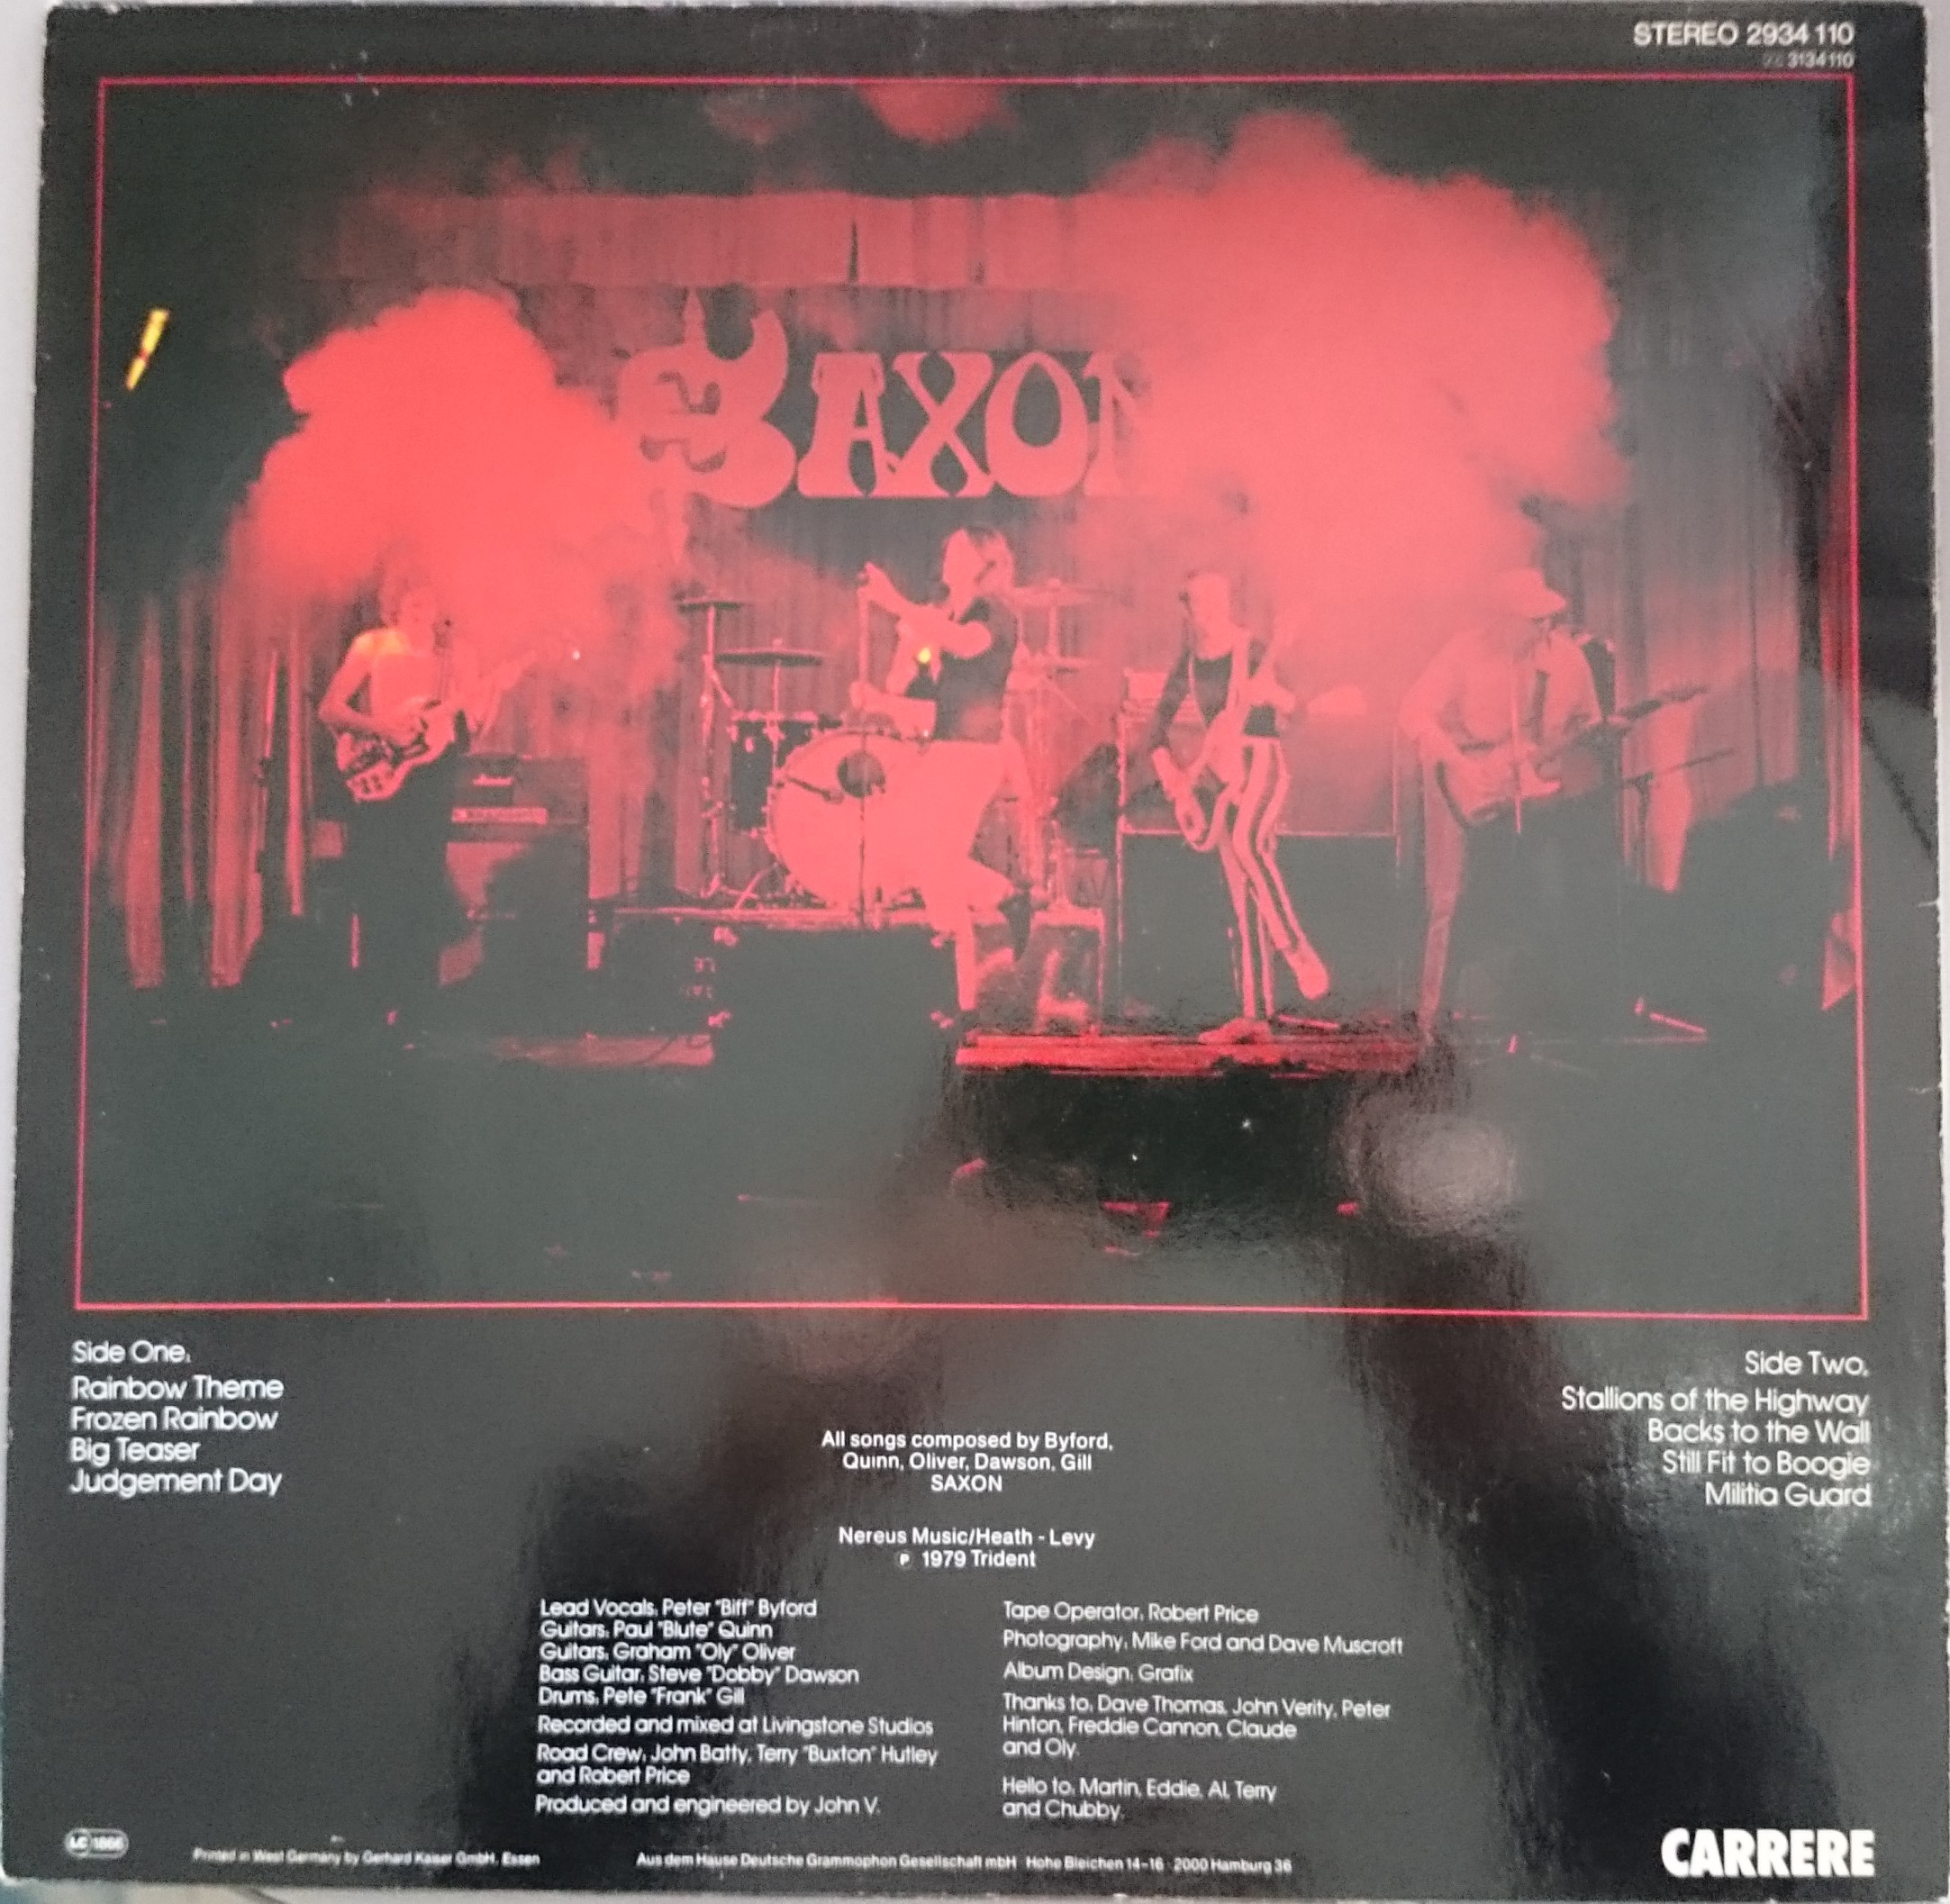 STEREO 2934 110
3134110
SAXON
Side One.
Rainbow Theme
Frozen Rainbow
Big Teaser
Judgement Day
Side Two.
Stallions of the Highway
Backs to the Wall
Still Fit to Boogie
Militia Guard
All songs composed by Byford,
Quinn, Oliver, Dawson, Gill
SAXON
Nereus Music/Heath - Levy
℗ 1979 Trident
Lead Vocals, Peter "Biff" Byford
Guitars, Paul "Blute" Quinn
Guitars, Graham "Oly" Oliver
Bass Guitar, Steve "Dobby" Dawson
Drums, Pete "Frank" Gill
Recorded and mixed at Livingstone Studios
Road Crew, John Batty, Terry "Buxton" Hutley
and Robert Price
Produced and engineered by John V.
Tape Operator, Robert Price
Photography, Mike Ford and Dave Muscroft
Album Design, Grafix
Thanks to, Dave Thomas, John Verity, Peter
Hinton, Freddie Cannon, Claude
and Oly.
Hello to, Martin, Eddie, Al, Terry
and Chubby.
LC 1866
Printed in West Germany by Gerhard Kaiser GmbH, Essen
Aus dem Hause Deutsche Grammophon Gesellschaft mbH · Hohe Bleichen 14-16 · 2000 Hamburg 36
CARRERE